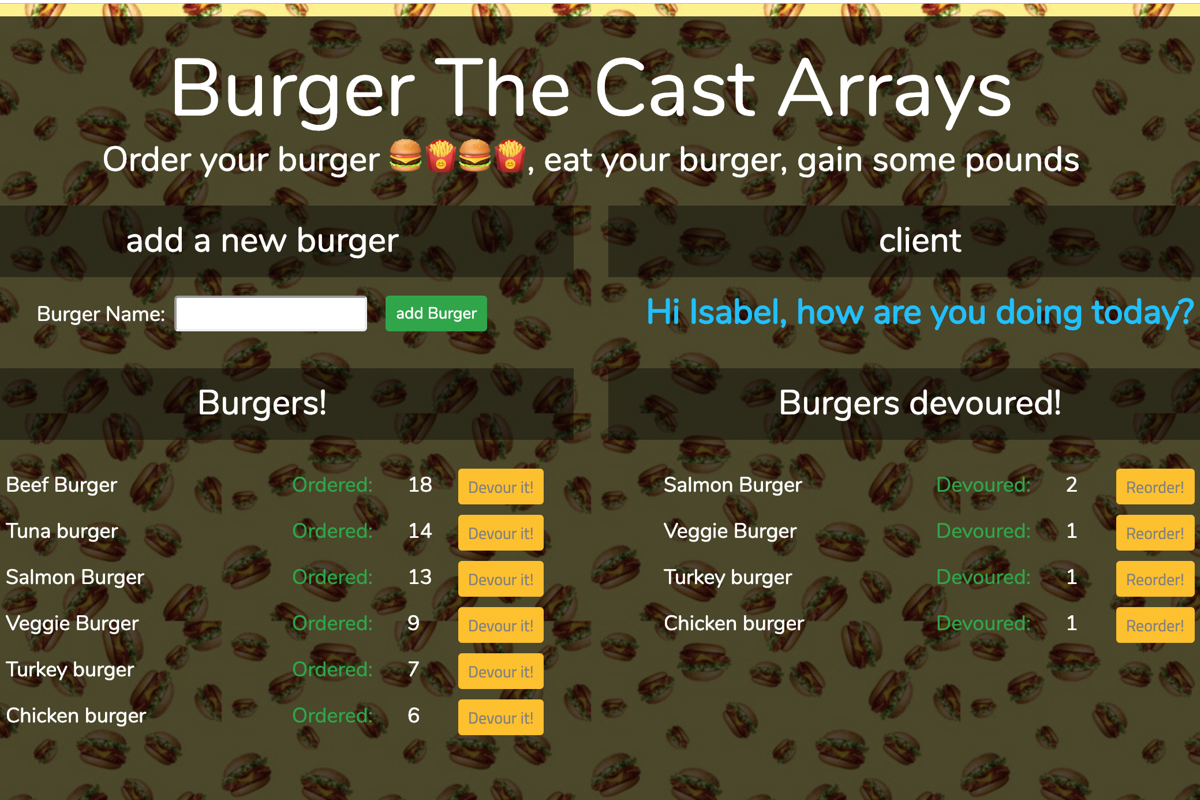 Burger The Cast Arrays
Order your burger 🍔🍟🍔🍟, eat your burger, gain some pounds
add a new burger
client
Burger Name: add Burger
Hi Isabel, how are you doing today?
Burgers!
Burgers devoured!
Beef Burger Ordered: 18 Devour it!
Tuna burger Ordered: 14 Devour it!
Salmon Burger Ordered: 13 Devour it!
Veggie Burger Ordered: 9 Devour it!
Turkey burger Ordered: 7 Devour it!
Chicken burger Ordered: 6 Devour it!
Salmon Burger Devoured: 2 Reorder!
Veggie Burger Devoured: 1 Reorder!
Turkey burger Devoured: 1 Reorder!
Chicken burger Devoured: 1 Reorder!